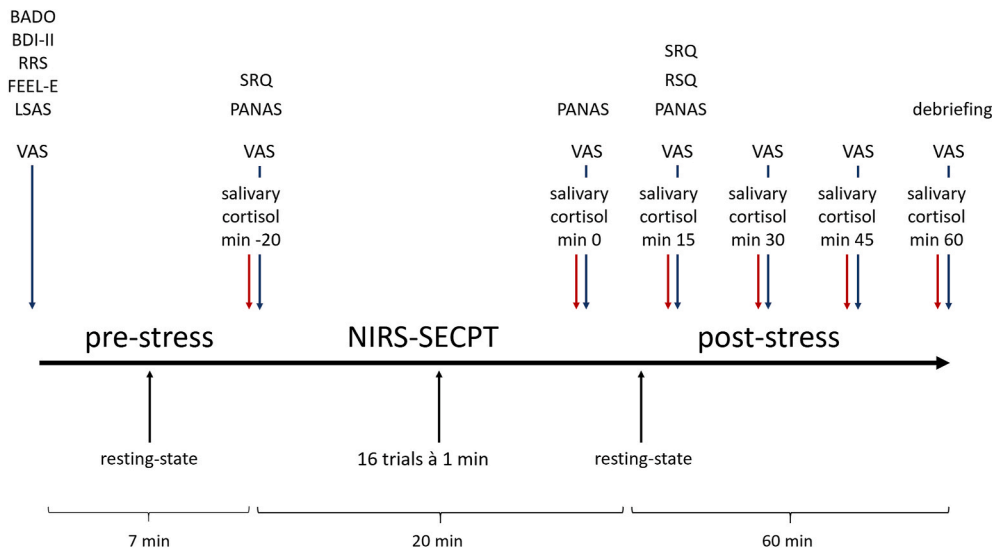 BADO
BDI-II
RRS
FEEL-E
LSAS
VAS
SRQ
PANAS
VAS
salivary
cortisol
min -20
PANAS
VAS
salivary
cortisol
min 0
SRQ
RSQ
PANAS
VAS
salivary
cortisol
min 15
VAS
salivary
cortisol
min 30
VAS
salivary
cortisol
min 45
debriefing
VAS
salivary
cortisol
min 60
pre-stress
NIRS-SECPT
post-stress
resting-state
16 trials à 1 min
resting-state
7 min
20 min
60 min